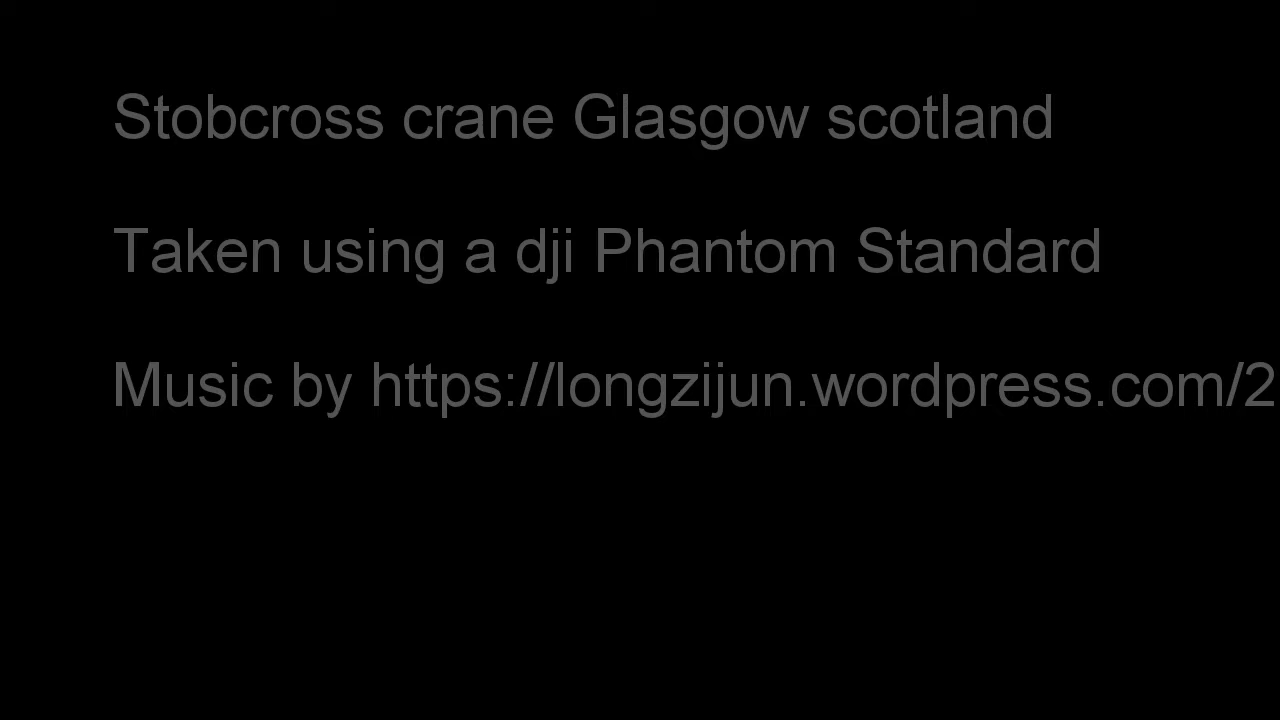 Stobcross crane Glasgow scotland
Taken using a dji Phantom Standard
Music by https://longzijun.wordpress.com/2